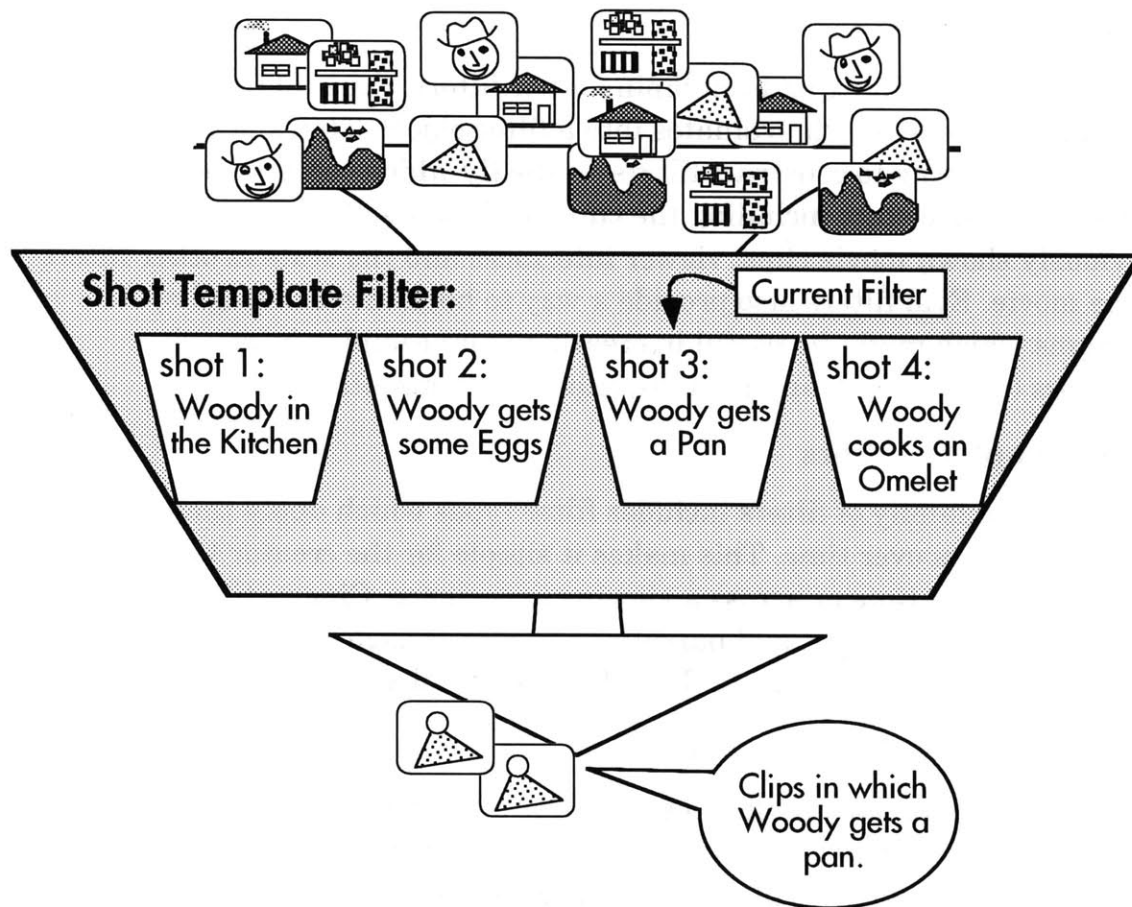 Shot Template Filter:
Current Filter
shot 1:
Woody in
the Kitchen
shot 2:
Woody gets
some Eggs
shot 3:
Woody gets
a Pan
shot 4:
Woody
cooks an
Omelet
Clips in which
Woody gets a
pan.